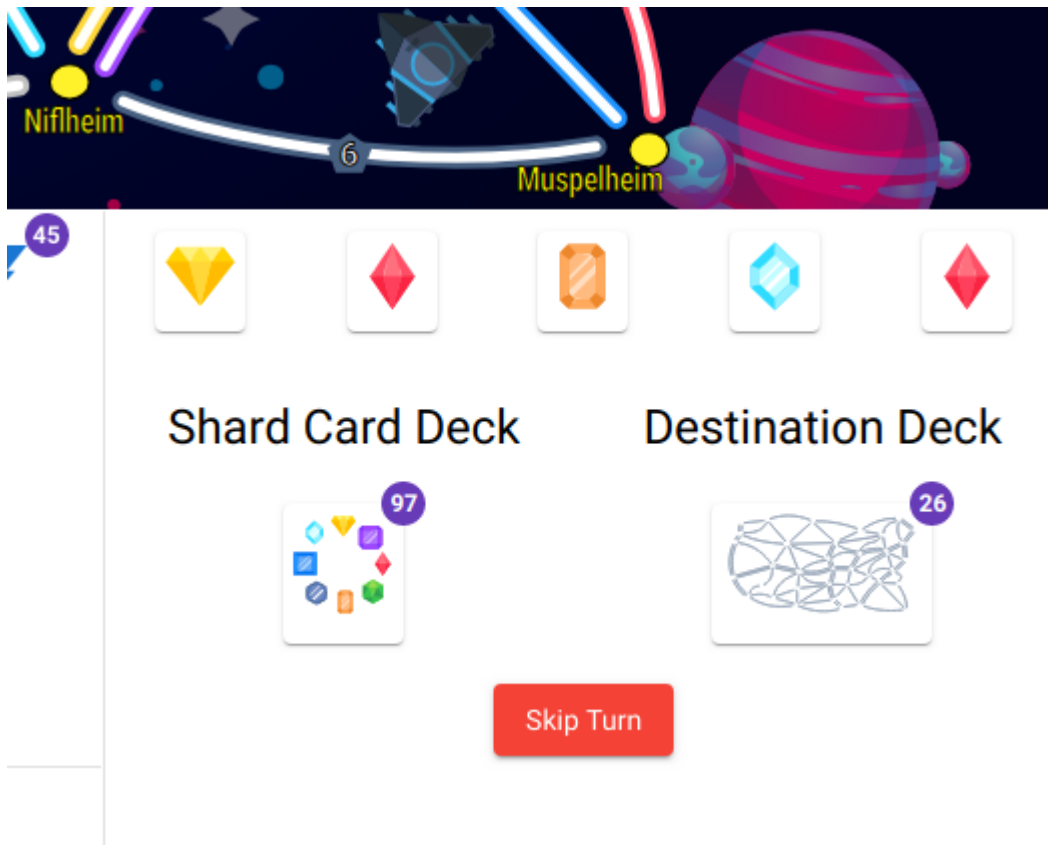 Niflheim
6
Muspelheim
45
Shard Card Deck
Destination Deck
97
26
Skip Turn